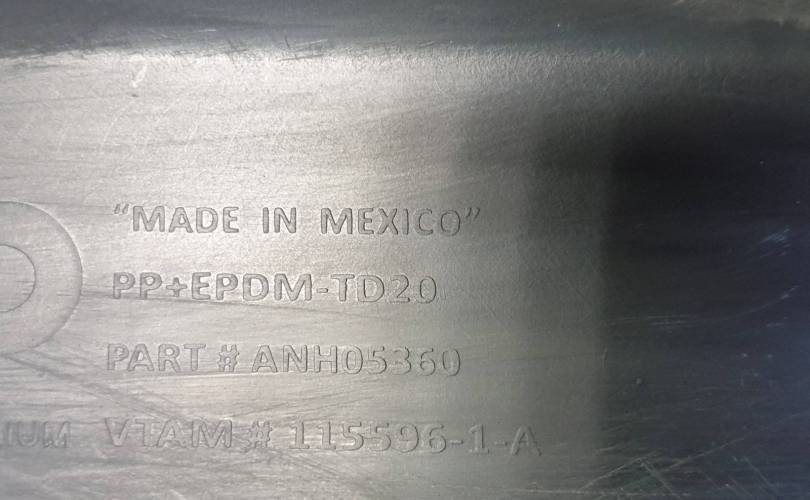 “MADE IN MEXICO”
PP+EPDM-TD20
PART # ANH05360
VTAM # 115596-1-A